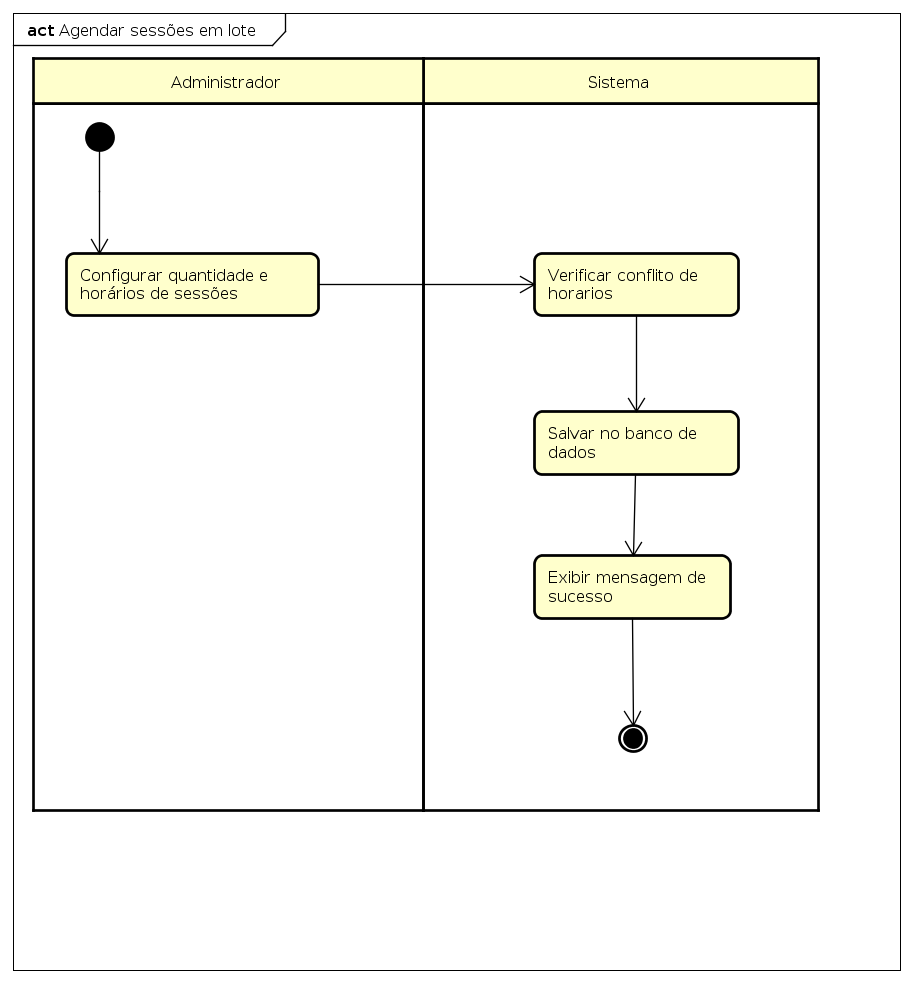 act Agendar sessões em lote
Administrador
Sistema
Configurar quantidade e
horários de sessões
Verificar conflito de
horarios
Salvar no banco de
dados
Exibir mensagem de
sucesso